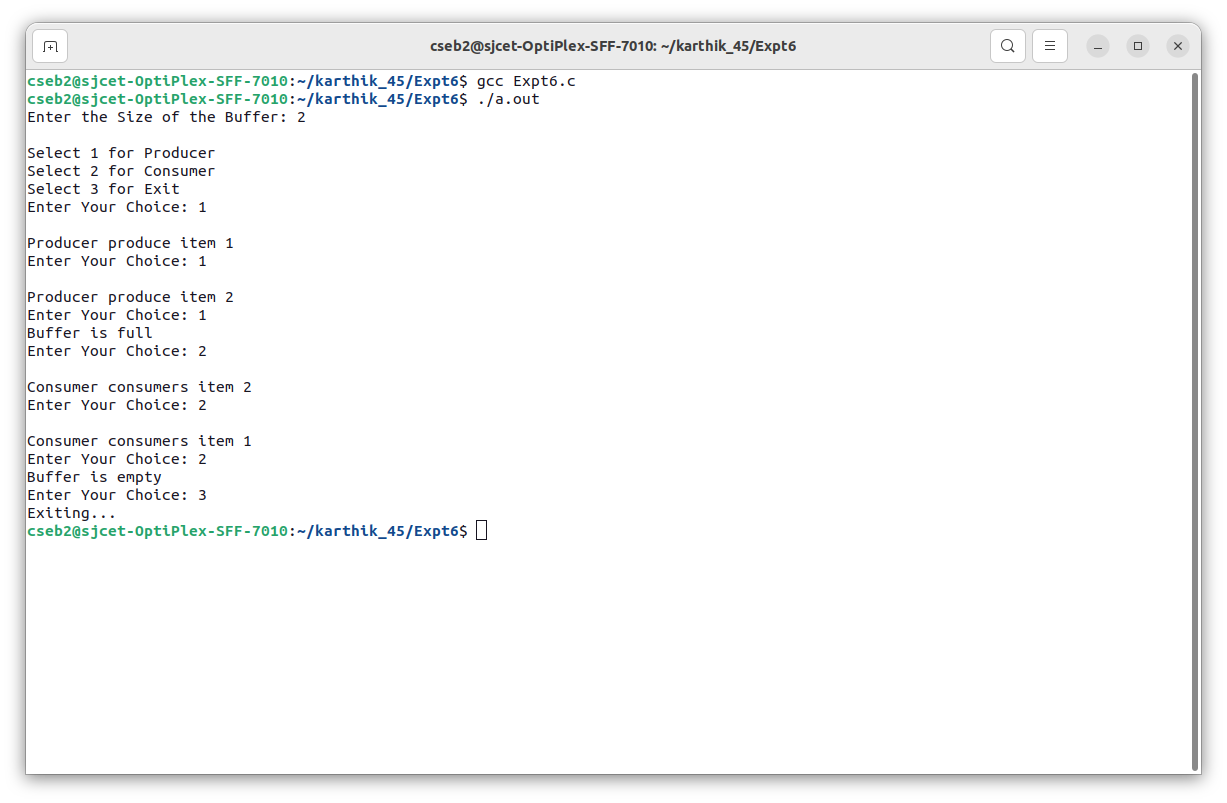 cseb2@sjcet-OptiPlex-SFF-7010: ~/karthik_45/Expt6
cseb2@sjcet-OptiPlex-SFF-7010:~/karthik_45/Expt6$ gcc Expt6.c
cseb2@sjcet-OptiPlex-SFF-7010:~/karthik_45/Expt6$ ./a.out
Enter the Size of the Buffer: 2
Select 1 for Producer
Select 2 for Consumer
Select 3 for Exit
Enter Your Choice: 1
Producer produce item 1
Enter Your Choice: 1
Producer produce item 2
Enter Your Choice: 1
Buffer is full
Enter Your Choice: 2
Consumer consumers item 2
Enter Your Choice: 2
Consumer consumers item 1
Enter Your Choice: 2
Buffer is empty
Enter Your Choice: 3
Exiting...
cseb2@sjcet-OptiPlex-SFF-7010:~/karthik_45/Expt6$